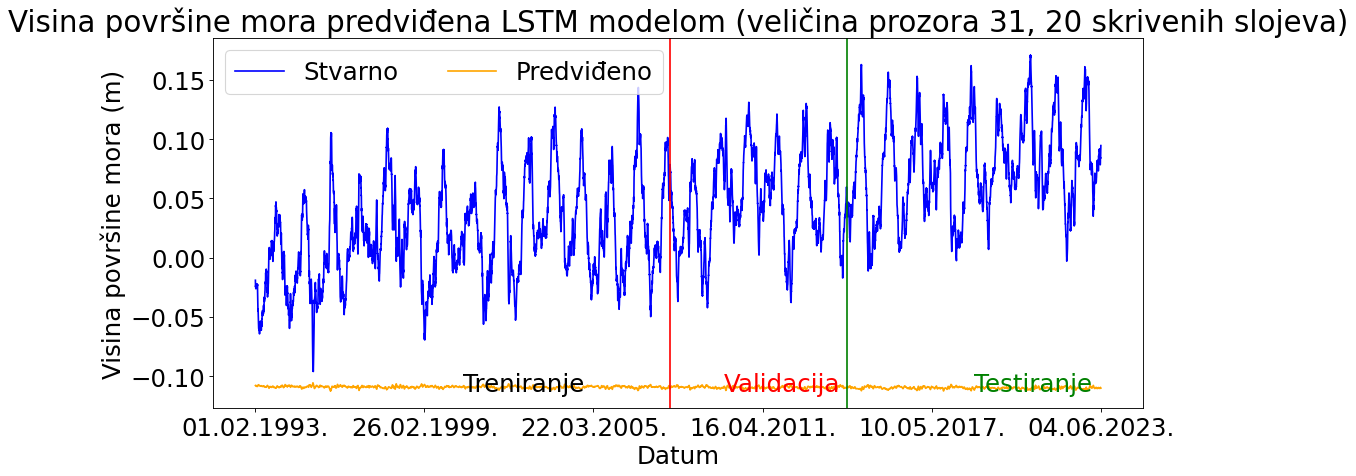 Visina površine mora predviđena LSTM modelom (veličina prozora 31, 20 skrivenih slojeva)
Stvarno Predviđeno
Visina površine mora (m)
0.15
0.10
0.05
0.00
−0.05
−0.10
Treniranje Validacija Testiranje
01.02.1993. 26.02.1999. 22.03.2005. 16.04.2011. 10.05.2017. 04.06.2023.
Datum